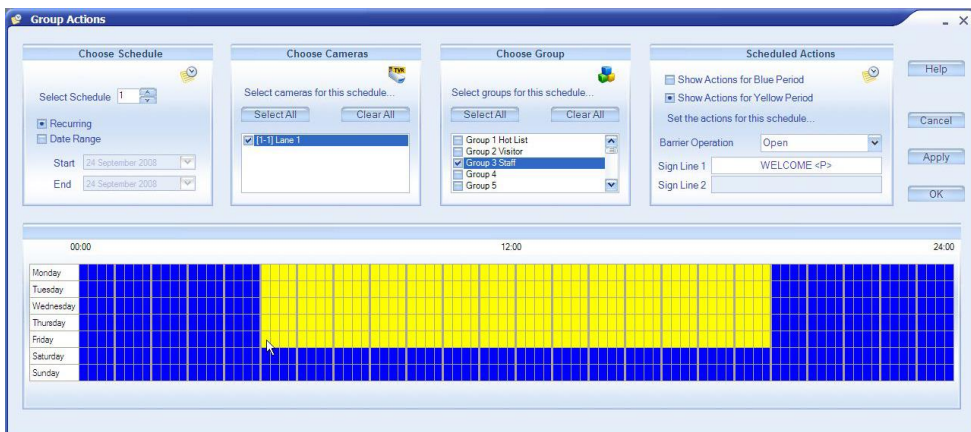 Group Actions
Choose Schedule
Select Schedule 1
Recurring
Date Range
Start 24 September 2008
End 24 September 2008
Choose Cameras
TVR
Select cameras for this schedule...
Select All Clear All
[1-1] Lane 1
Choose Group
Select groups for this schedule...
Select All Clear All
Group 1 Hot List
Group 2 Visitor
Group 3 Staff
Group 4
Group 5
Scheduled Actions
Show Actions for Blue Period
Show Actions for Yellow Period
Set the actions for this schedule...
Barrier Operation Open
Sign Line 1 WELCOME <P>
Sign Line 2
Help
Cancel
Apply
OK
00:00 12:00 24:00
Monday
Tuesday
Wednesday
Thursday
Friday
Saturday
Sunday